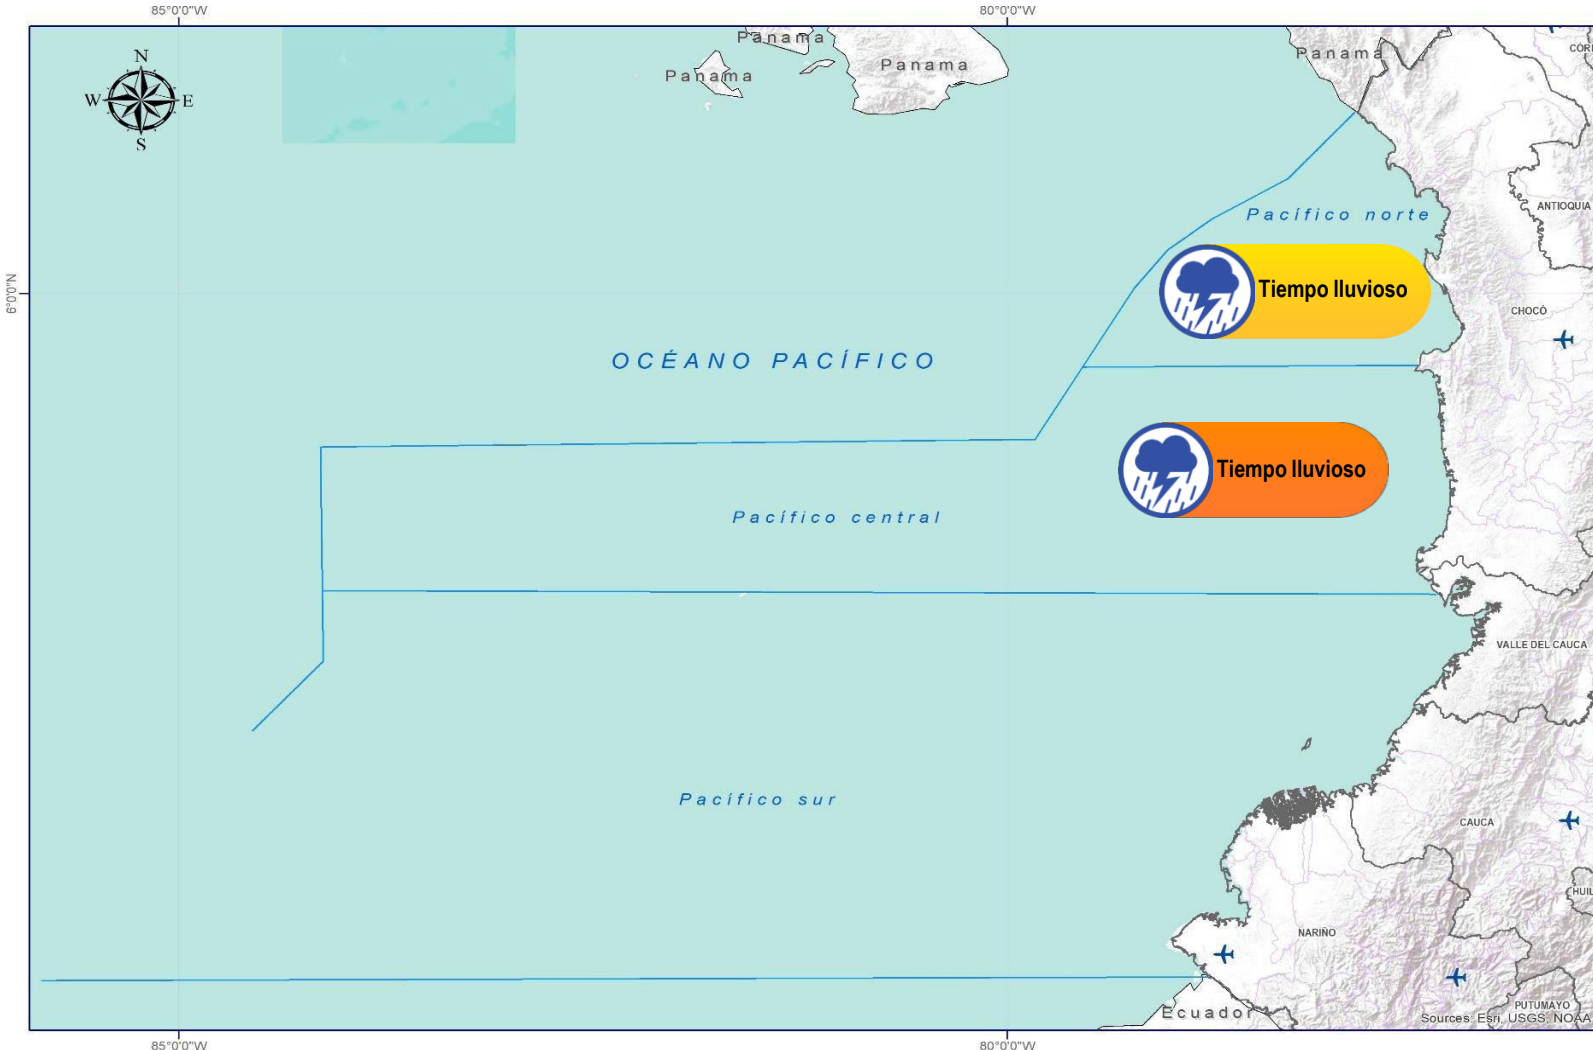 85°0'0"W
80°0'0"W
N
W
E
S
Panama
Panama
Panama
Panama
ANTIOQUIA
Pacífico norte
6°0'0"N
Tiempo lluvioso
CHOCÓ
OCÉANO PACÍFICO
Tiempo lluvioso
Pacífico central
VALLE DEL CAUCA
Pacífico sur
CAUCA
NARIÑO
PUTUMAYO
Ecuador
Sources: Esri, USGS, NOAA
85°0'0"W
80°0'0"W